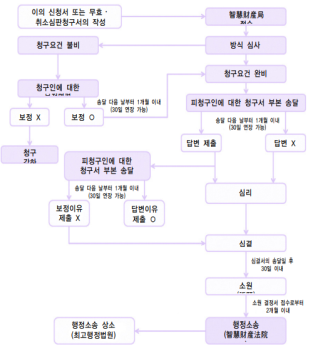 이의 신청서 또는 무효·
취소심판청구서의 작성
智慧財産局
접수
청구요건 불비
방식 심사
청구인에 대한
청구요건 완비
송달 다음 날부터 1개월 이내
(30일 연장 가능)
피청구인에 대한 청구서 부본 송달
보정 X
보정 O
송달 다음 날부터 1개월 이내
(30일 연장 가능)
답변 제출
답변 X
청구
각하
피청구인에 대한
청구서 부본 송달
송달 다음 날부터 1개월 이내
(30일 연장 가능)
심리
보정이유
제출 X
답변이유
제출 O
심결
심결서의 송달일 후
30일 이내
소원
소원 결정서 접수로부터
2개월 이내
행정소송 상소
(최고행정법원)
행정소송
(智慧財産法院